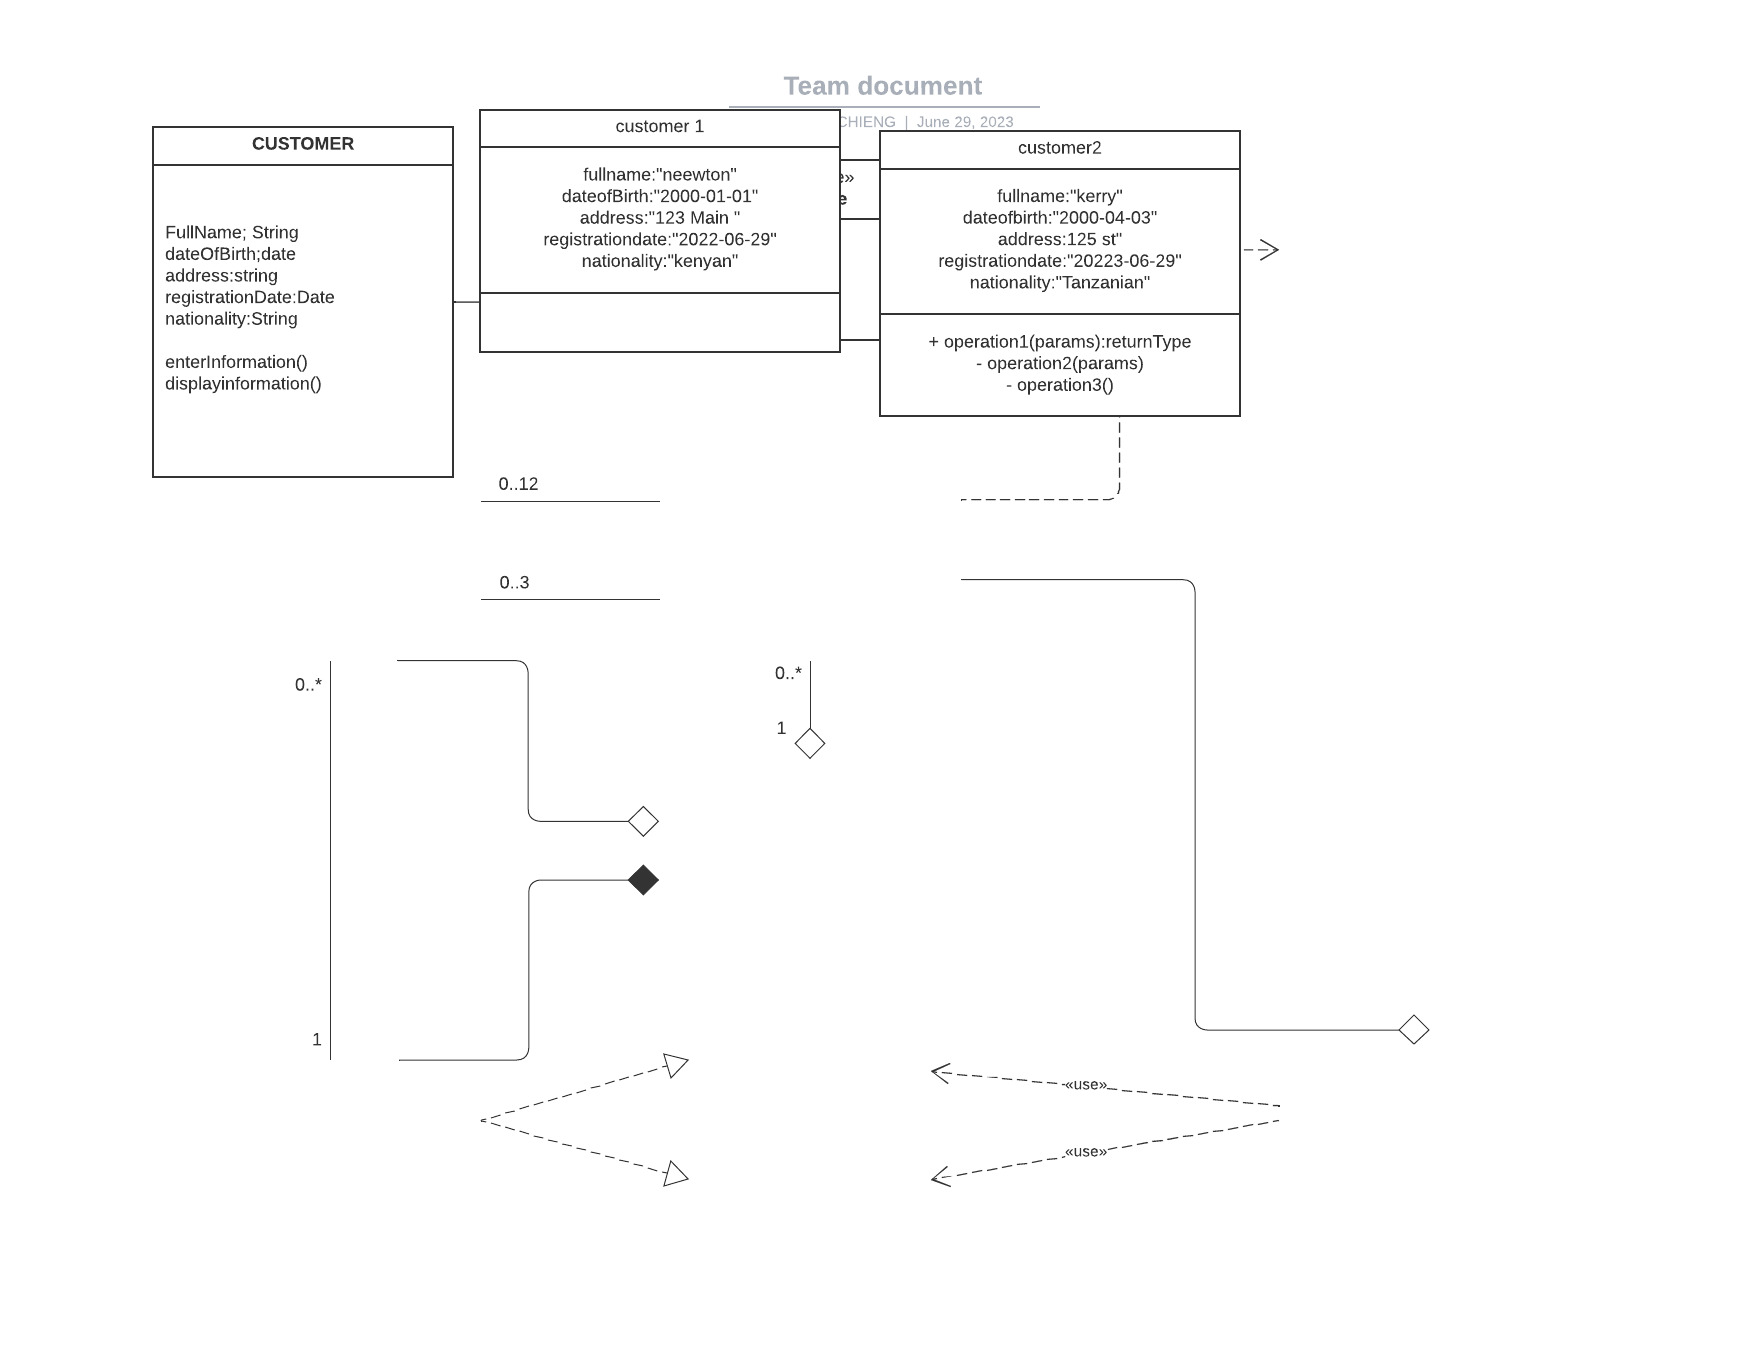 Team document
CHIENG | June 29, 2023
CUSTOMER
FullName; String
dateOfBirth;date
address:string
registrationDate:Date
nationality:String
enterInformation()
displayinformation()
customer 1
fullname:"neewton"
dateofBirth:"2000-01-01"
address:"123 Main "
registrationdate:"2022-06-29"
nationality:"kenyan"
e»
e
customer2
fullname:"kerry"
dateofbirth:"2000-04-03"
address:125 st"
registrationdate:"20223-06-29"
nationality:"Tanzanian"
+ operation1(params):returnType
- operation2(params)
- operation3()
0..12
0..3
0..*
1
0..*
1
«use»
«use»